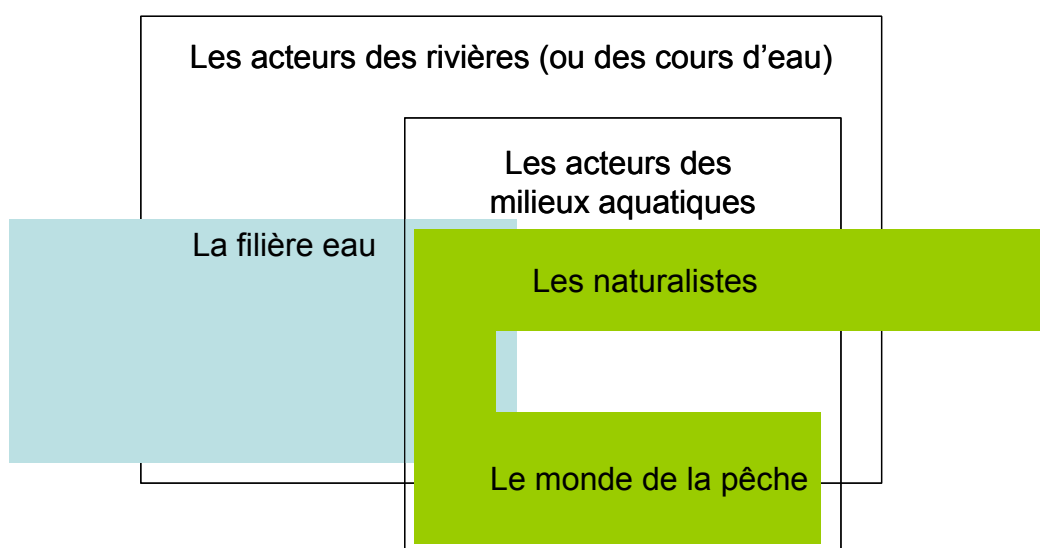 Les acteurs des rivières (ou des cours d'eau)
Les acteurs des
milieux aquatiques
La filière eau
Les naturalistes
Le monde de la pêche